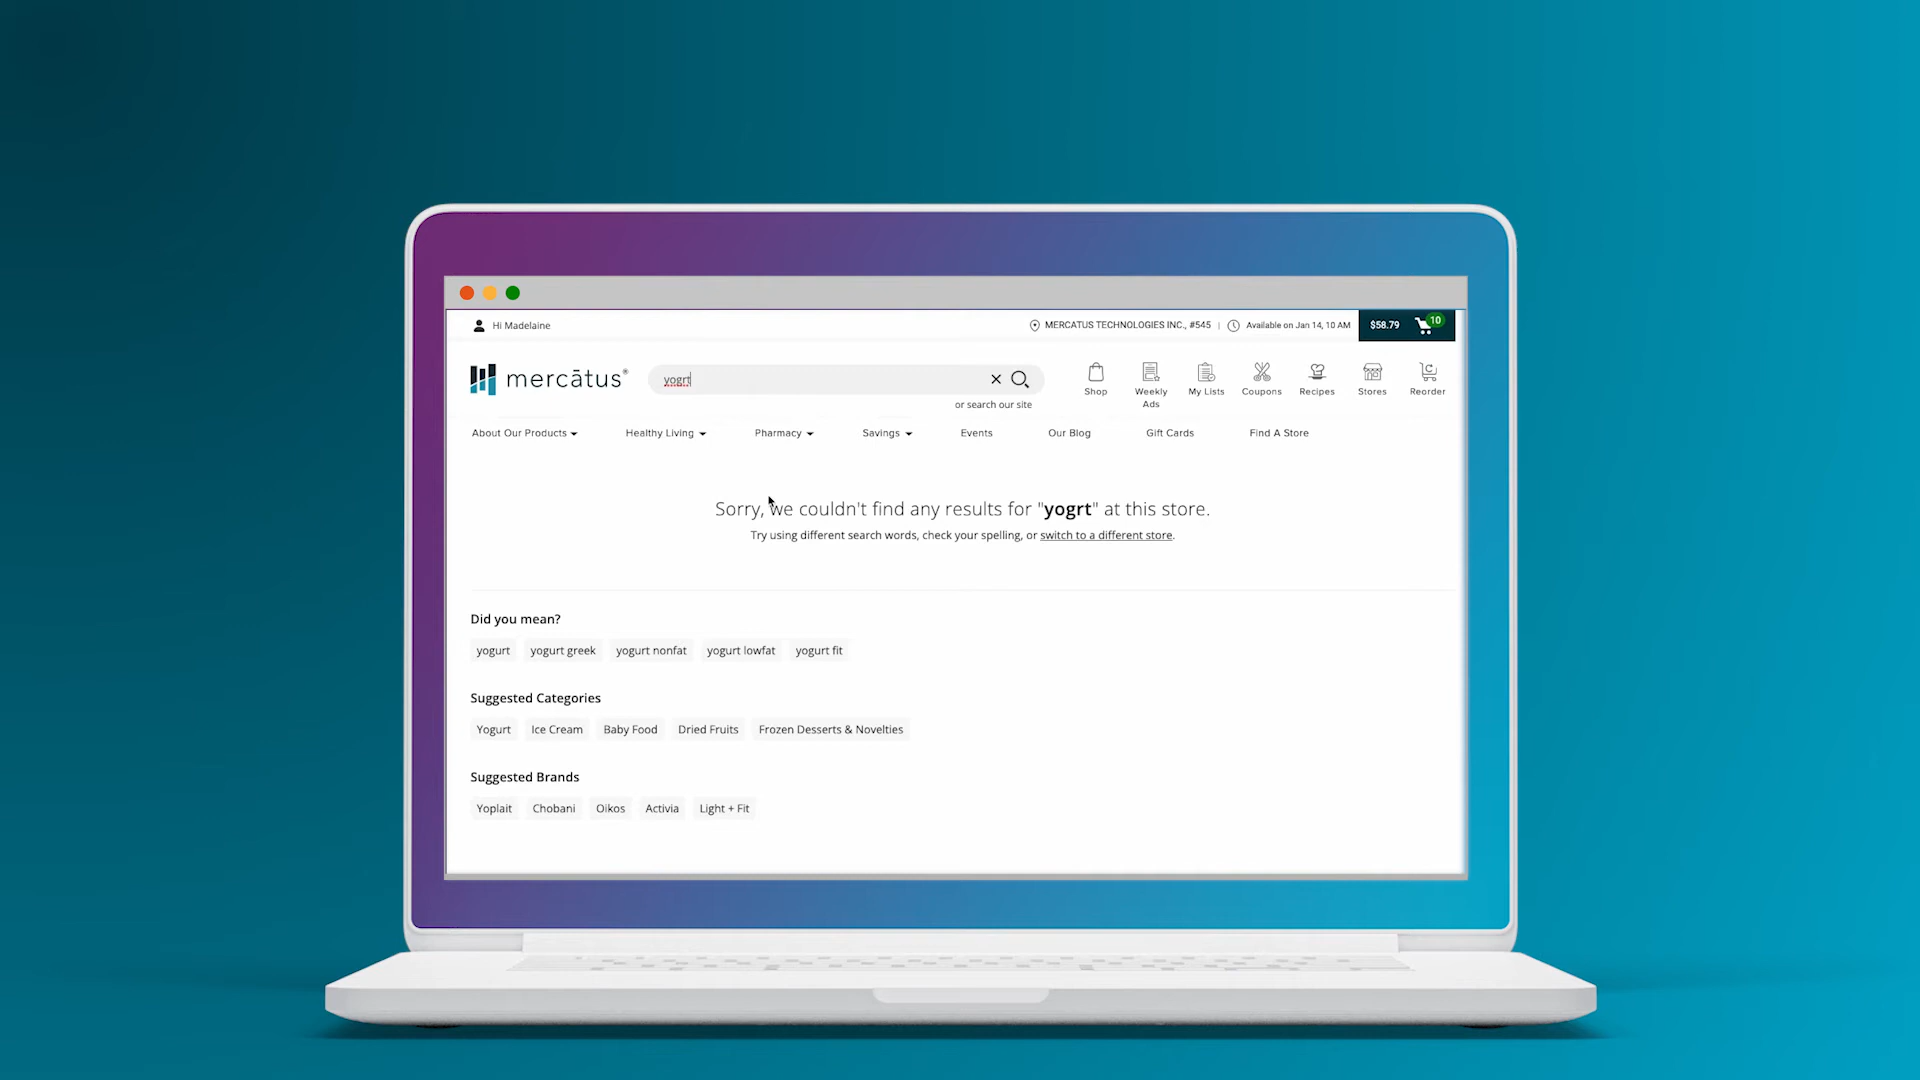 Hi Madelaine
MERCATUS TECHNOLOGIES INC., #545 | Available on Jan 14, 10 AM
$58.79
10
mercātus®
yogrt
or search our site
Shop
Weekly Ads
My Lists
Coupons
Recipes
Stores
Reorder
About Our Products
Healthy Living
Pharmacy
Savings
Events
Our Blog
Gift Cards
Find A Store
Sorry, we couldn't find any results for "yogrt" at this store.
Try using different search words, check your spelling, or switch to a different store.
Did you mean?
yogurt yogurt greek yogurt nonfat yogurt lowfat yogurt fit
Suggested Categories
Yogurt Ice Cream Baby Food Dried Fruits Frozen Desserts & Novelties
Suggested Brands
Yoplait Chobani Oikos Activia Light + Fit